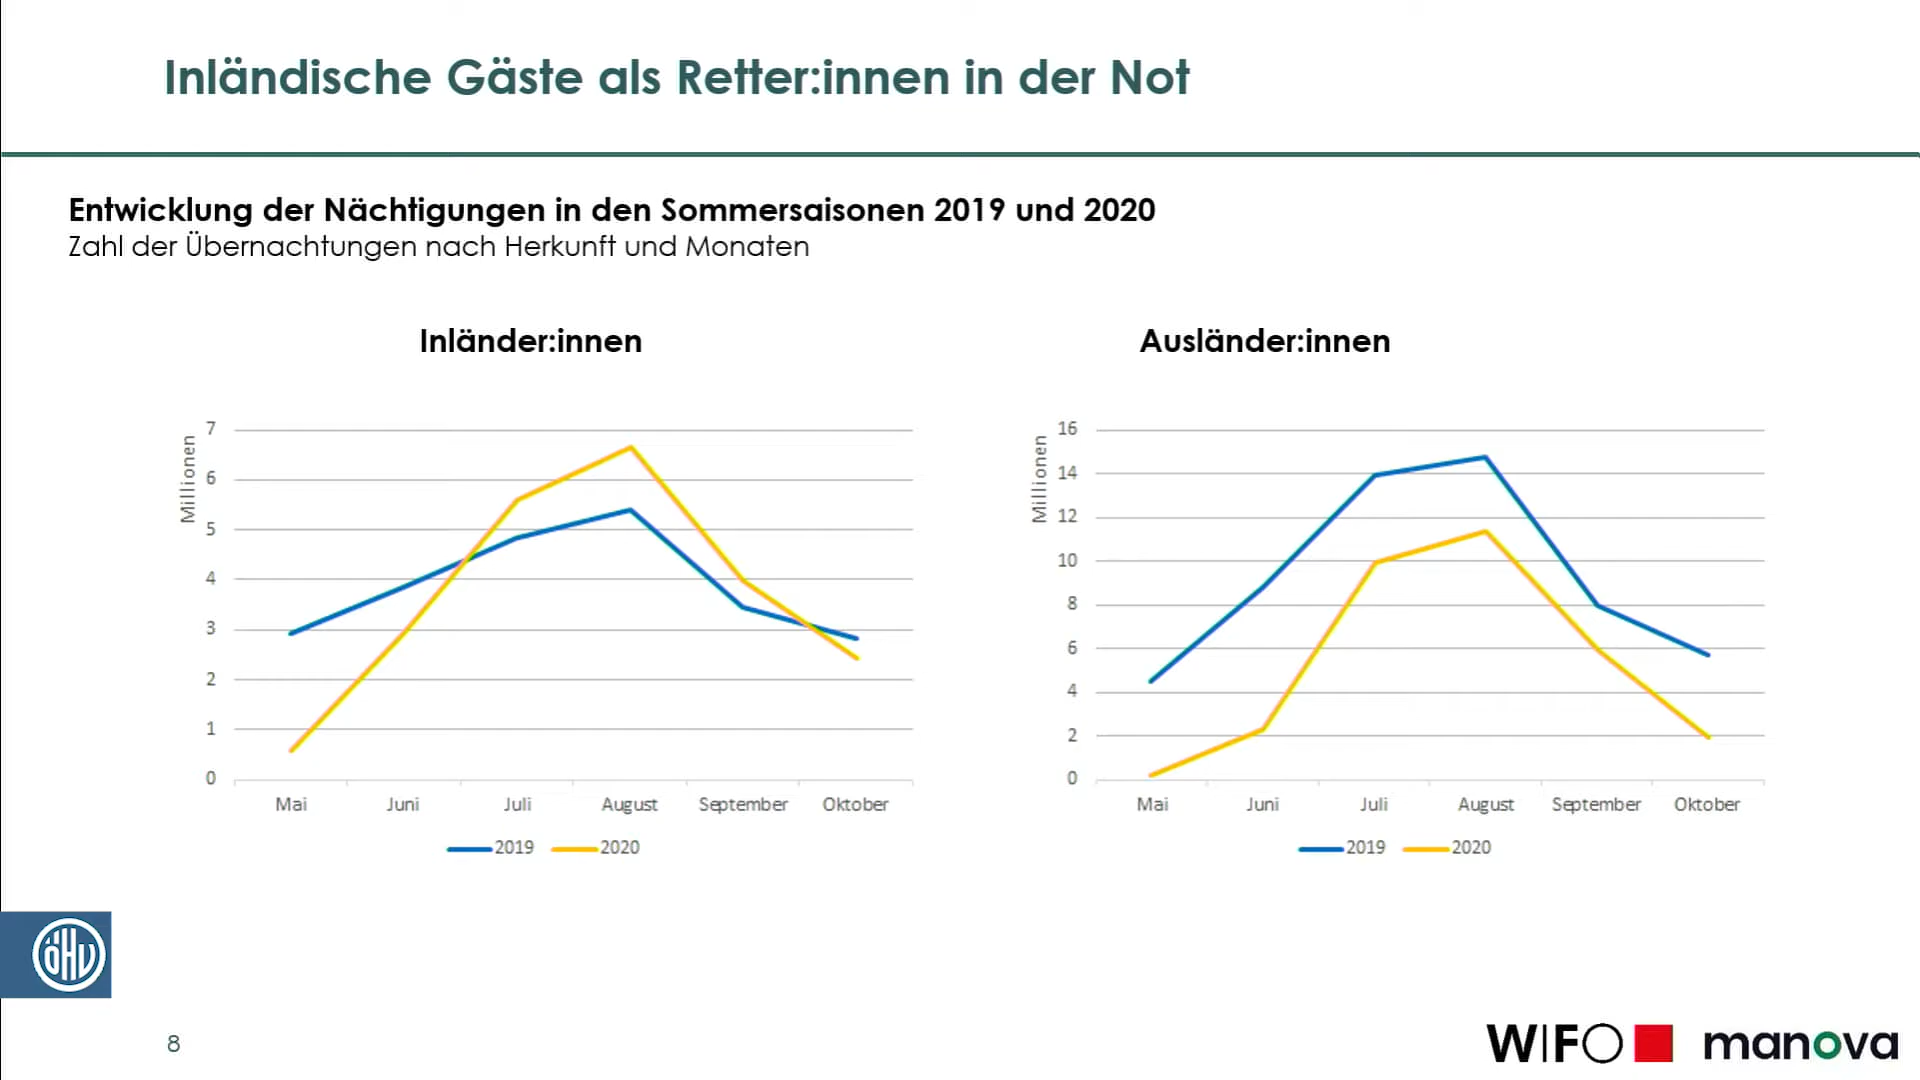 Inländische Gäste als Retter:innen in der Not
Entwicklung der Nächtigungen in den Sommersaisonen 2019 und 2020
Zahl der Übernachtungen nach Herkunft und Monaten
Inländer:innen
Millionen
7
6
5
4
3
2
1
0
Mai Juni Juli August September Oktober
2019 2020
Ausländer:innen
Millionen
16
14
12
10
8
6
4
2
0
Mai Juni Juli August September Oktober
2019 2020
ÖHV
8
WIFO manova